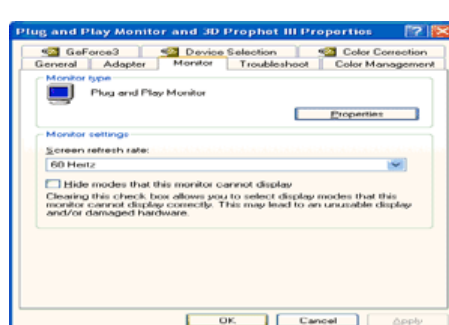 Plug and Play Monitor and 3D Prophet III Properties
GeForce3 Device Selection Color Correction
General Adapter Monitor Troubleshoot Color Management
Monitor type
Plug and Play Monitor
Properties
Monitor settings
Screen refresh rate:
60 Hertz
Hide modes that this monitor cannot display
Clearing this check box allows you to select display modes that this
monitor cannot display correctly. This may lead to an unusable display
and/or damaged hardware.
OK Cancel Apply